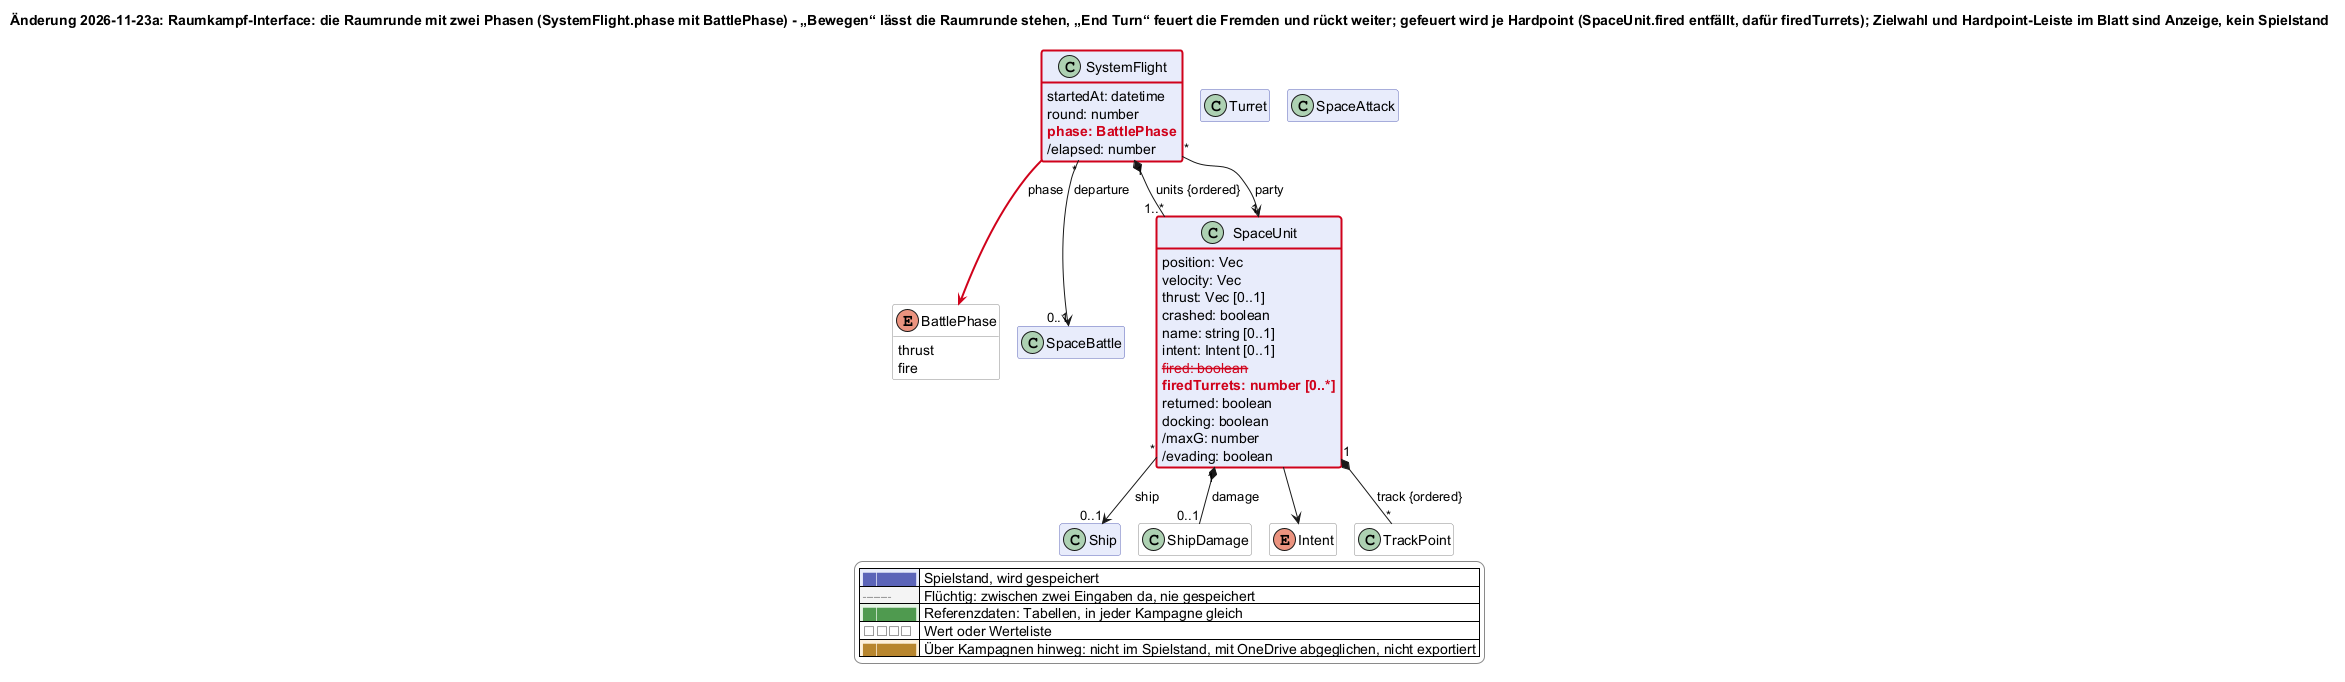 Änderung 2026-11-23a: Raumkampf-Interface: die Raumrunde mit zwei Phasen (SystemFlight.phase mit BattlePhase) - „Bewegen“ lässt die Raumrunde stehen, „End Turn“ feuert die Fremden und rückt weiter; gefeuert wird je Hardpoint (SpaceUnit.fired entfällt, dafür firedTurrets); Zielwahl und Hardpoint-Leiste im Blatt sind Anzeige, kein Spielstand
C SystemFlight
startedAt: datetime
round: number
phase: BattlePhase
/elapsed: number
C Turret
C SpaceAttack
phase
* departure
0..1
1 units {ordered}
1..*
* party
1
E BattlePhase
thrust
fire
C SpaceBattle
C SpaceUnit
position: Vec
velocity: Vec
thrust: Vec [0..1]
crashed: boolean
name: string [0..1]
intent: Intent [0..1]
fired: boolean
firedTurrets: number [0..*]
returned: boolean
docking: boolean
/maxG: number
/evading: boolean
* ship
0..1
damage
0..1
1 track {ordered}
*
C Ship
C ShipDamage
E Intent
C TrackPoint
Spielstand, wird gespeichert
Flüchtig: zwischen zwei Eingaben da, nie gespeichert
Referenzdaten: Tabellen, in jeder Kampagne gleich
□□□□ Wert oder Werteliste
Über Kampagnen hinweg: nicht im Spielstand, mit OneDrive abgeglichen, nicht exportiert